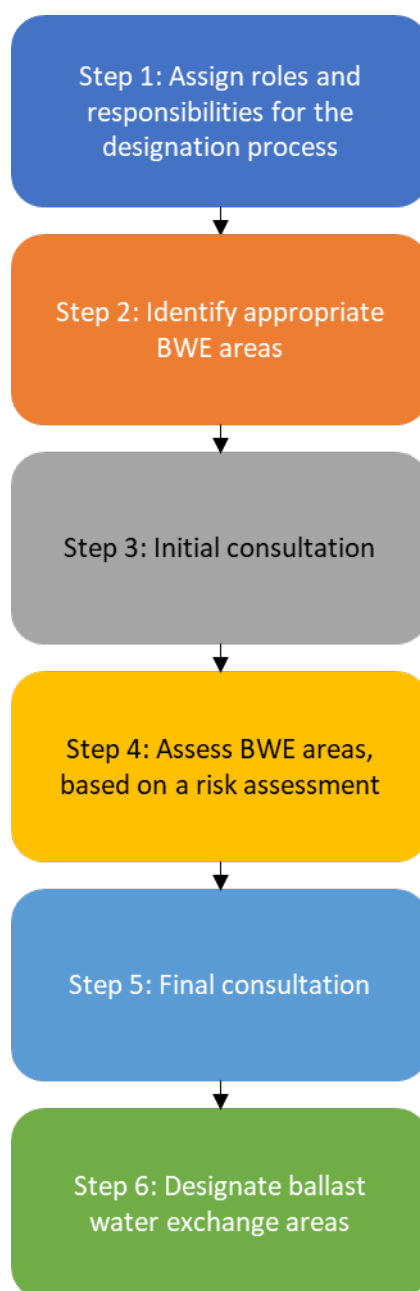 Step 1: Assign roles and
responsibilities for the
designation process
Step 2: Identify appropriate
BWE areas
Step 3: Initial consultation
Step 4: Assess BWE areas,
based on a risk assessment
Step 5: Final consultation
Step 6: Designate ballast
water exchange areas